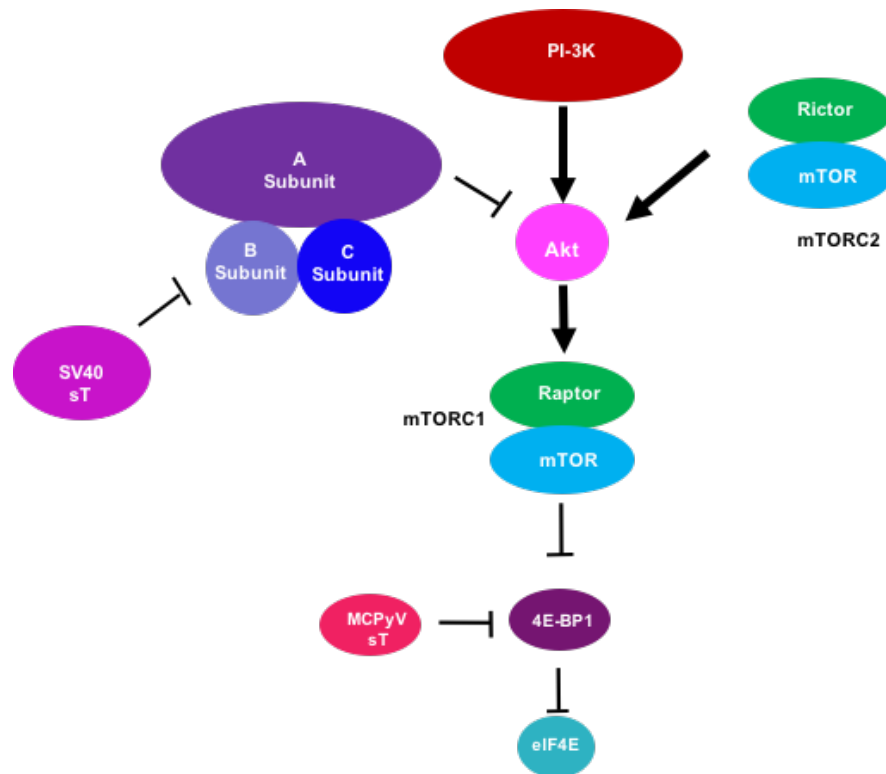 PI-3K
Rictor
mTOR
mTORC2
A
Subunit
B
Subunit
C
Subunit
Akt
SV40
sT
Raptor
mTORC1
mTOR
MCPyV
sT
4E-BP1
eIF4E